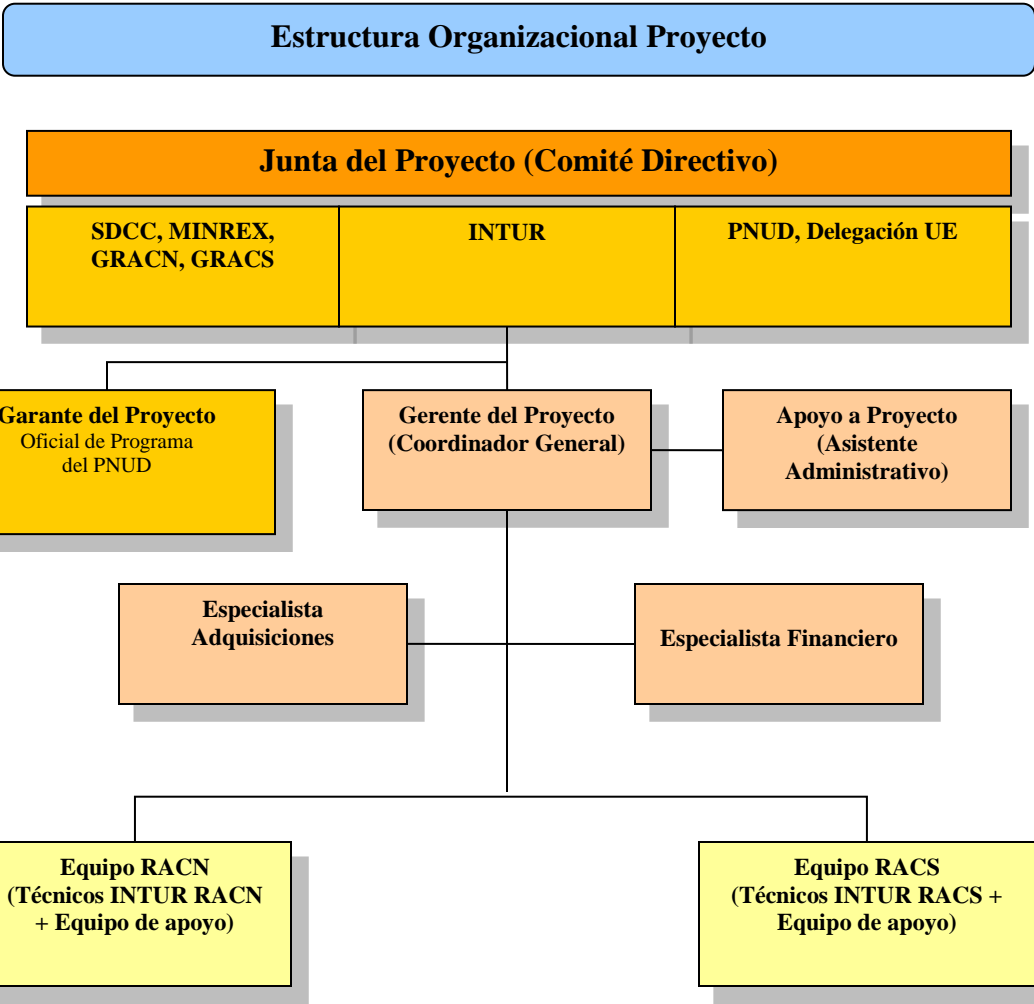 Estructura Organizacional Proyecto
Junta del Proyecto (Comité Directivo)
SDCC, MINREX,
GRACN, GRACS
INTUR
PNUD, Delegación UE
Garante del Proyecto
Oficial de Programa
del PNUD
Gerente del Proyecto
(Coordinador General)
Apoyo a Proyecto
(Asistente
Administrativo)
Especialista
Adquisiciones
Especialista Financiero
Equipo RACN
(Técnicos INTUR RACN
+ Equipo de apoyo)
Equipo RACS
(Técnicos INTUR RACS +
Equipo de apoyo)